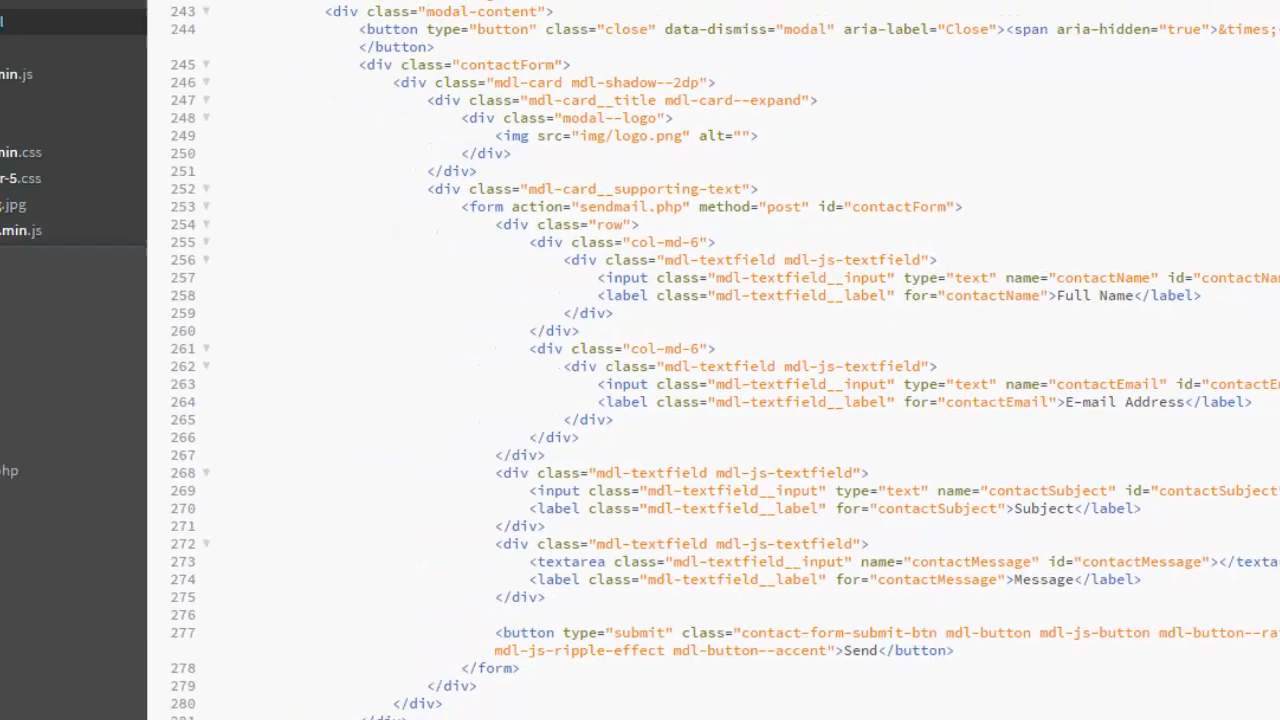 l
min.js
min.css
r-5.css
g.jpg
.min.js
hp
243 <div class="modal-content">
244 <button type="button" class="close" data-dismiss="modal" aria-label="Close"><span aria-hidden="true">&times;
</button>
245 <div class="contactForm">
246 <div class="mdl-card mdl-shadow--2dp">
247 <div class="mdl-card__title mdl-card--expand">
248 <div class="modal--logo">
249 <img src="img/logo.png" alt="">
250 </div>
251 </div>
252 <div class="mdl-card__supporting-text">
253 <form action="sendmail.php" method="post" id="contactForm">
254 <div class="row">
255 <div class="col-md-6">
256 <div class="mdl-textfield mdl-js-textfield">
257 <input class="mdl-textfield__input" type="text" name="contactName" id="contactNa
258 <label class="mdl-textfield__label" for="contactName">Full Name</label>
259 </div>
260 </div>
261 <div class="col-md-6">
262 <div class="mdl-textfield mdl-js-textfield">
263 <input class="mdl-textfield__input" type="text" name="contactEmail" id="contactE
264 <label class="mdl-textfield__label" for="contactEmail">E-mail Address</label>
265 </div>
266 </div>
267 </div>
268 <div class="mdl-textfield mdl-js-textfield">
269 <input class="mdl-textfield__input" type="text" name="contactSubject" id="contactSubject"
270 <label class="mdl-textfield__label" for="contactSubject">Subject</label>
271 </div>
272 <div class="mdl-textfield mdl-js-textfield">
273 <textarea class="mdl-textfield__input" name="contactMessage" id="contactMessage"></textar
274 <label class="mdl-textfield__label" for="contactMessage">Message</label>
275 </div>
276
277 <button type="submit" class="contact-form-submit-btn mdl-button mdl-js-button mdl-button--ra
mdl-js-ripple-effect mdl-button--accent">Send</button>
278 </form>
279 </div>
280 </div>
281 </div>